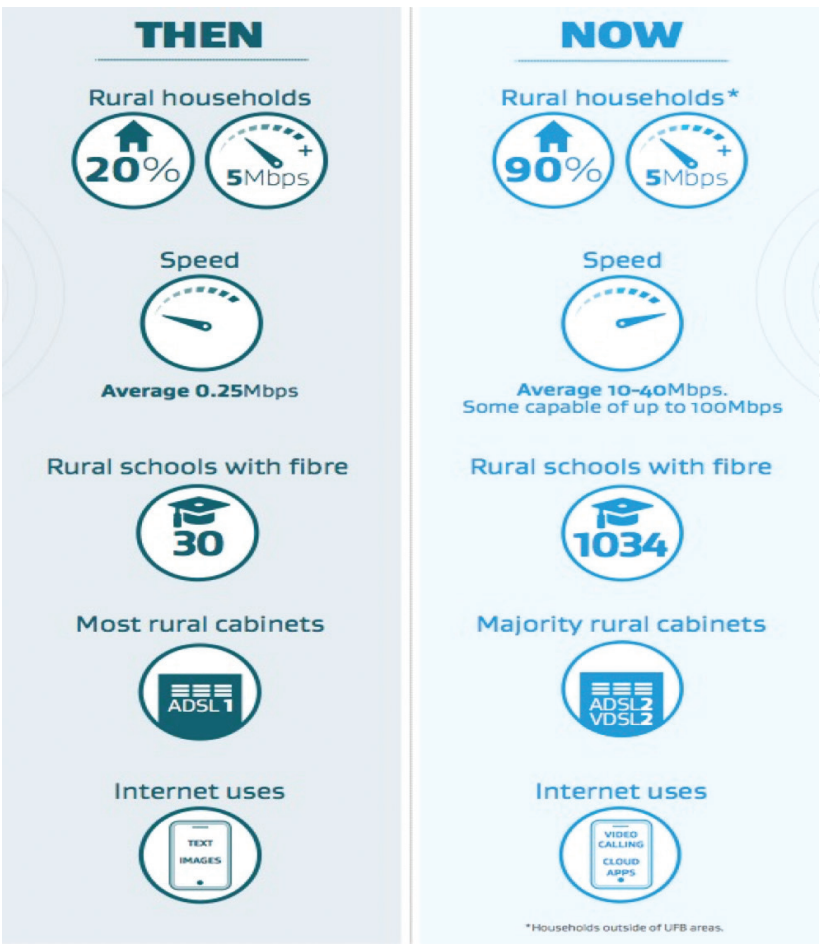 THEN
Rural households
20%
+
5Mbps
Speed
Average 0.25Mbps
Rural schools with fibre
30
Most rural cabinets
ADSL1
Internet uses
TEXT
IMAGES
NOW
Rural households*
90%
+
5Mbps
Speed
Average 10-40Mbps.
Some capable of up to 100Mbps
Rural schools with fibre
1034
Majority rural cabinets
ADSL2
VDSL2
Internet uses
VIDEO
CALLING
CLOUD
APPS
*Households outside of UFB areas.